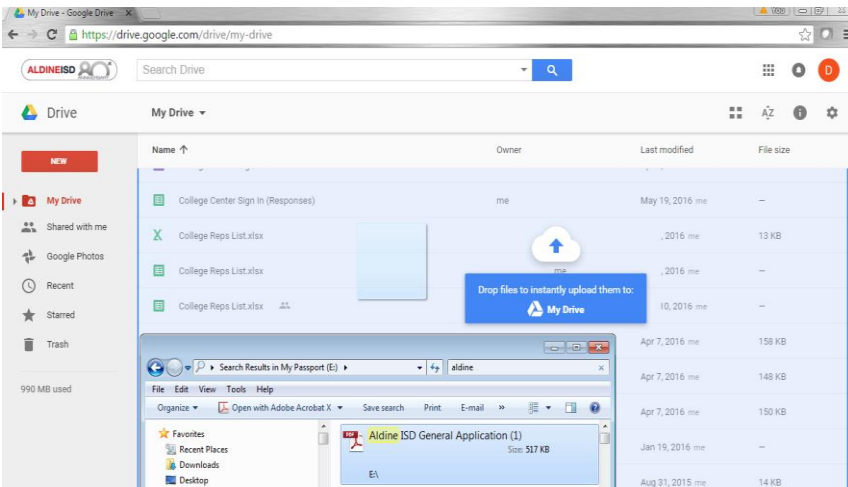 My Drive - Google Drive
https://drive.google.com/drive/my-drive
ALDINEISD
Search Drive
D
Drive
My Drive
AZ
NEW
Name
Owner
Last modified
File size
My Drive
College Center Sign In (Responses)
me
May 19, 2016 me
–
Shared with me
College Reps List.xlsx
, 2016 me
13 KB
Google Photos
College Reps List.xlsx
me
, 2016 me
–
Recent
Drop files to instantly upload them to:
My Drive
College Reps List.xlsx
10, 2016 me
–
Starred
Trash
Apr 7, 2016 me
158 KB
Search Results in My Passport (E:)
aldine
Apr 7, 2016 me
148 KB
990 MB used
File Edit View Tools Help
Organize
Open with Adobe Acrobat X
Save search
Print
E-mail
»
Apr 7, 2016 me
150 KB
Favorites
Recent Places
Downloads
Desktop
PDF
Aldine ISD General Application (1)
Size: 517 KB
E:\
Jan 19, 2016 me
–
Aug 31, 2015 me
14 KB